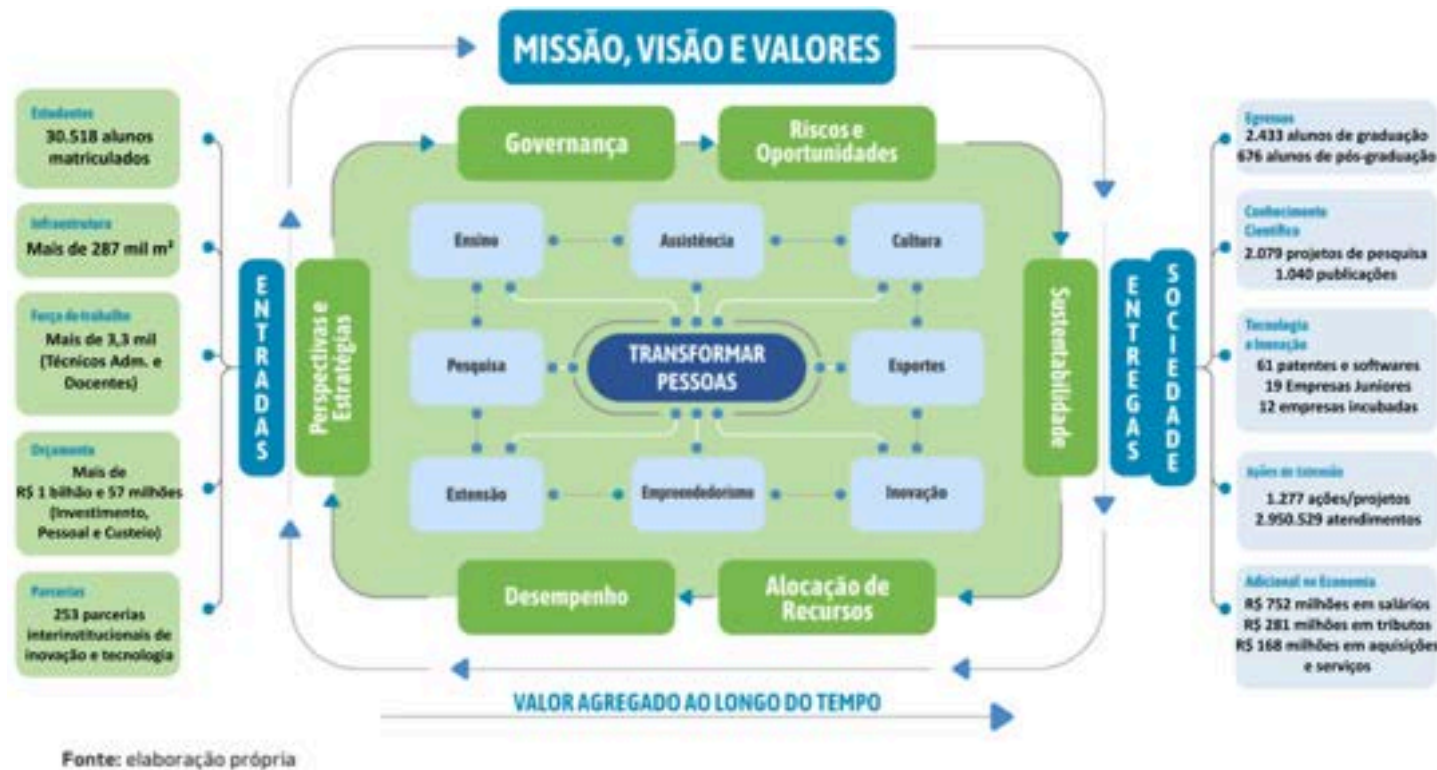 MISSÃO, VISÃO E VALORES
Estudantes
30.518 alunos
matriculados
Infraestrutura
Mais de 287 mil m²
Força de trabalho
Mais de 3,3 mil
(Técnicos Adm. e
Docentes)
Orçamento
Mais de
R$ 1 bilhão e 57 milhões
(Investimento,
Pessoal e Custeio)
Parcerias
253 parcerias
interinstitucionais de
inovação e tecnologia
ENTRADAS
Perspectivas e
Estratégias
Governança
Riscos e
Oportunidades
Ensino
Assistência
Cultura
Pesquisa
TRANSFORMAR
PESSOAS
Esportes
Extensão
Empreendedorismo
Inovação
Desempenho
Alocação de
Recursos
Sustentabilidade
ENTREGAS
SOCIEDADE
Egressos
2.433 alunos de graduação
676 alunos de pós-graduação
Conhecimento
Científico
2.079 projetos de pesquisa
1.040 publicações
Tecnologia
e Inovação
61 patentes e softwares
19 Empresas Juniores
12 empresas incubadas
Ações de Extensão
1.277 ações/projetos
2.950.529 atendimentos
Adicional na Economia
R$ 752 milhões em salários
R$ 281 milhões em tributos
R$ 168 milhões em aquisições
e serviços
VALOR AGREGADO AO LONGO DO TEMPO
Fonte: elaboração própria